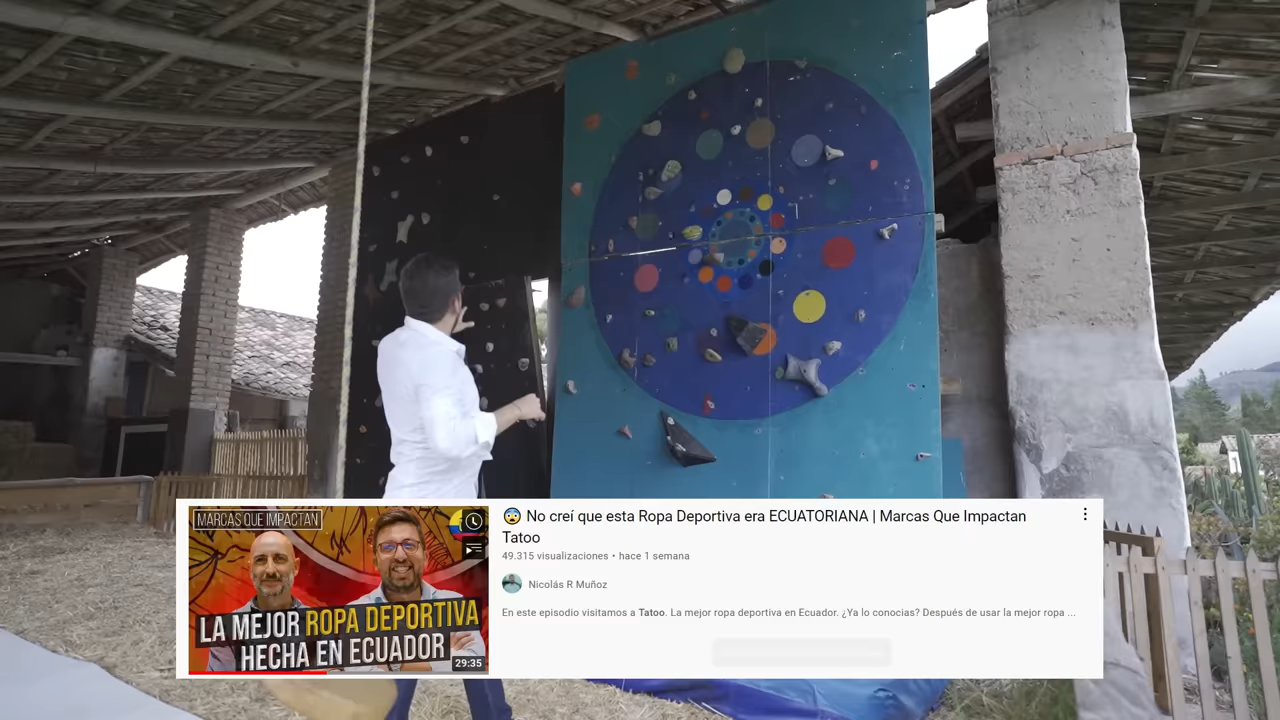 MARCAS QUE IMPACTAN
LA MEJOR ROPA DEPORTIVA
HECHA EN ECUADOR
29:35
😨 No creí que esta Ropa Deportiva era ECUATORIANA | Marcas Que Impactan
Tatoo
49.315 visualizaciones • hace 1 semana
Nicolás R Muñoz
En este episodio visitamos a Tatoo. La mejor ropa deportiva en Ecuador. ¿Ya lo conocias? Después de usar la mejor ropa ...